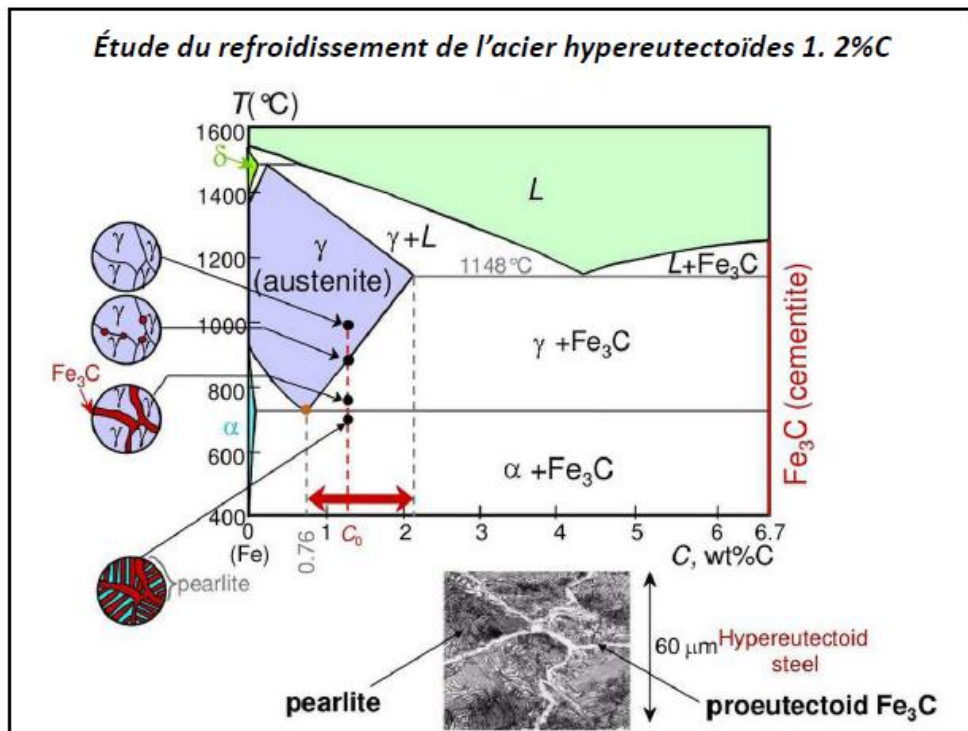 Étude du refroidissement de l'acier hypereutectoïdes 1. 2%C
T(°C)
1600
δ
L
1400
γ
γ+L
γ γ
γ
1200
(austenite)
1148°C
L+Fe₃C
γ
γ γ
γ
1000
γ +Fe₃C
Fe₃C
γ γ
γ γ
800
α
600
α +Fe₃C
Fe₃C (cementite)
400
0
1
C₀
2
3
4
5
6
6.7
(Fe)
0.76
C, wt%C
pearlite
60 μm
Hypereutectoid
steel
pearlite
proeutectoid Fe₃C